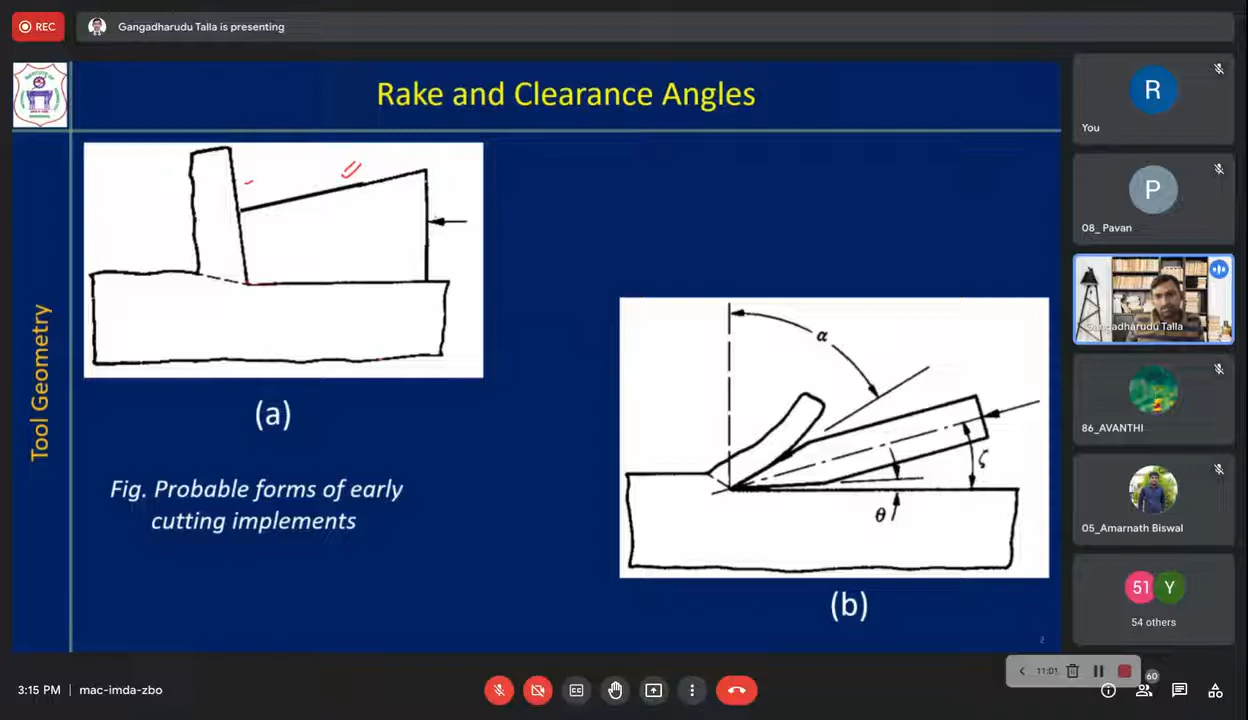 REC
Gangadharudu Talla is presenting
Rake and Clearance Angles
Tool Geometry
(a)
Fig. Probable forms of early
cutting implements
α
ζ
θ
(b)
2
R
You
P
08_ Pavan
Gangadharudu Talla
86_AVANTHI
05_Amarnath Biswal
51
Y
54 others
11:01
3:15 PM | mac-imda-zbo
CC
60